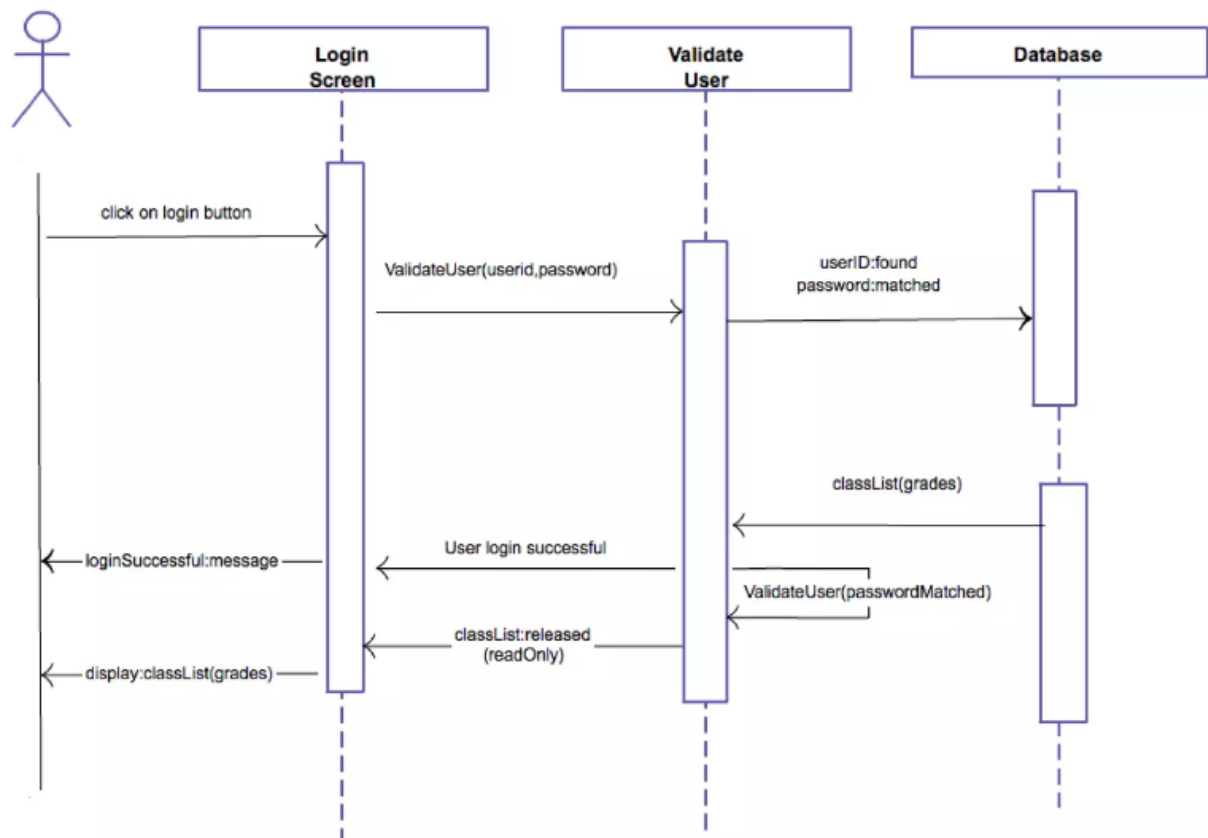 Login
Screen
Validate
User
Database
click on login button
ValidateUser(userid,password)
userID:found
password:matched
classList(grades)
User login successful
loginSuccessful:message
ValidateUser(passwordMatched)
classList:released
(readOnly)
display:classList(grades)